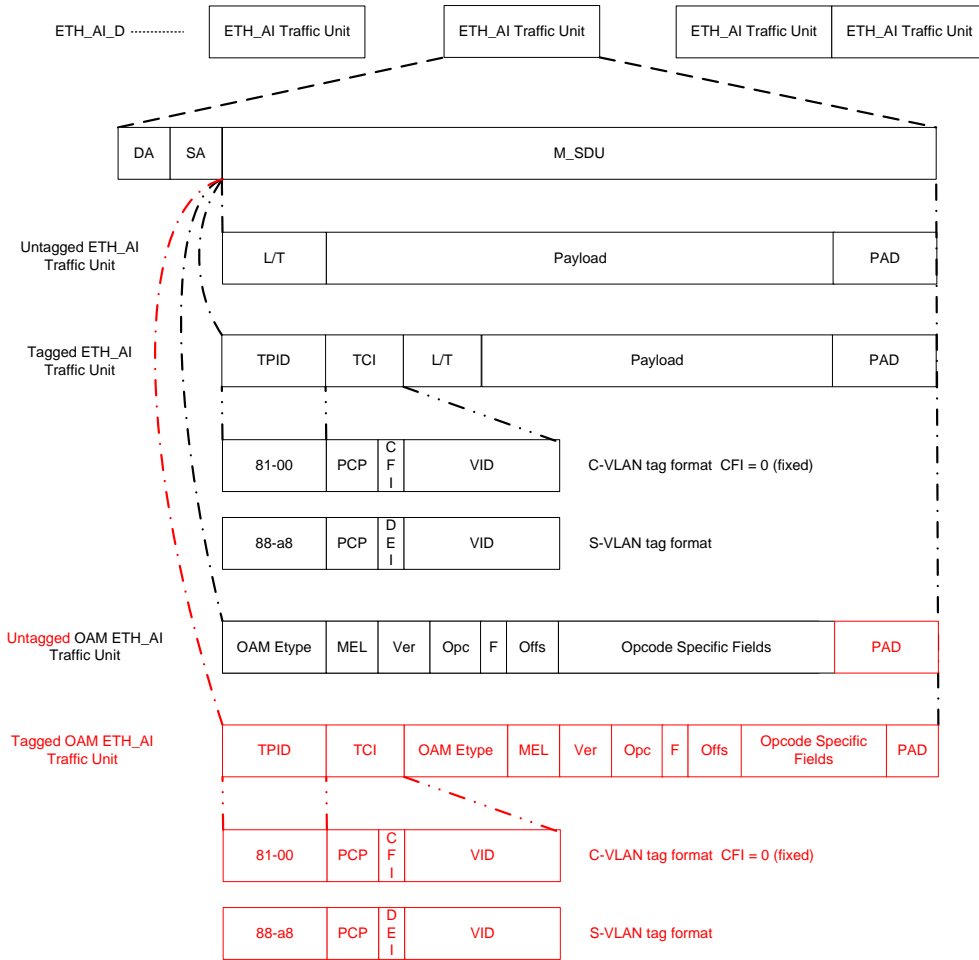 ETH_AI_D
ETH_AI Traffic Unit
ETH_AI Traffic Unit
ETH_AI Traffic Unit
ETH_AI Traffic Unit
DA
SA
M_SDU
Untagged ETH_AI
Traffic Unit
L/T
Payload
PAD
Tagged ETH_AI
Traffic Unit
TPID
TCI
L/T
Payload
PAD
81-00
PCP
C
F
I
VID
C-VLAN tag format CFI = 0 (fixed)
88-a8
PCP
D
E
I
VID
S-VLAN tag format
Untagged OAM ETH_AI
Traffic Unit
OAM Etype
MEL
Ver
Opc
F
Offs
Opcode Specific Fields
PAD
Tagged OAM ETH_AI
Traffic Unit
TPID
TCI
OAM Etype
MEL
Ver
Opc
F
Offs
Opcode Specific
Fields
PAD
81-00
PCP
C
F
I
VID
C-VLAN tag format CFI = 0 (fixed)
88-a8
PCP
D
E
I
VID
S-VLAN tag format